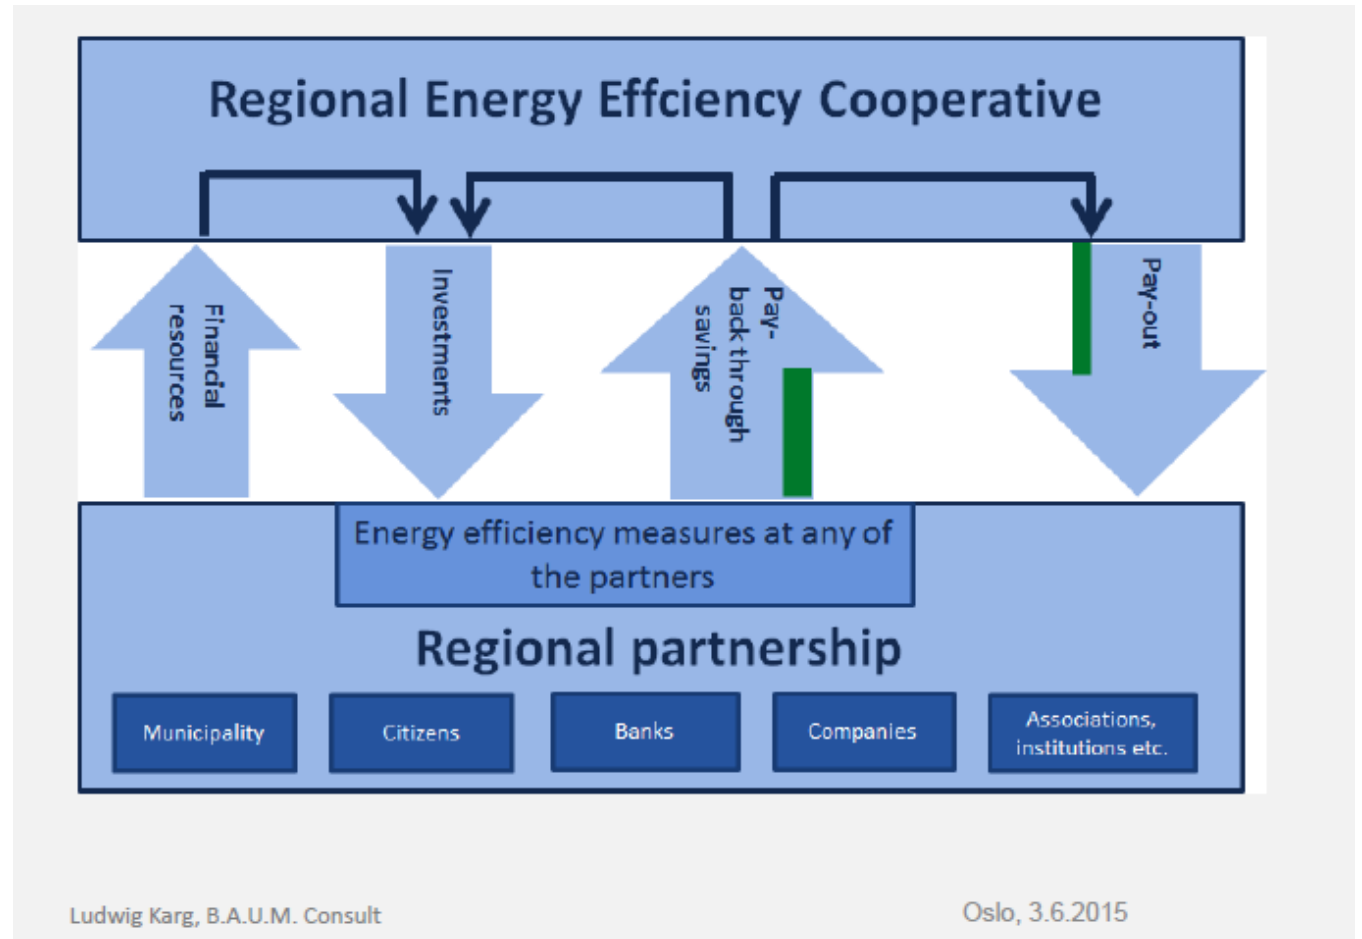 Regional Energy Effciency Cooperative
Financial
resources
Investments
Pay-
back through
savings
Pay-out
Energy efficiency measures at any of
the partners
Regional partnership
Municipality
Citizens
Banks
Companies
Associations,
institutions etc.
Ludwig Karg, B.A.U.M. Consult
Oslo, 3.6.2015